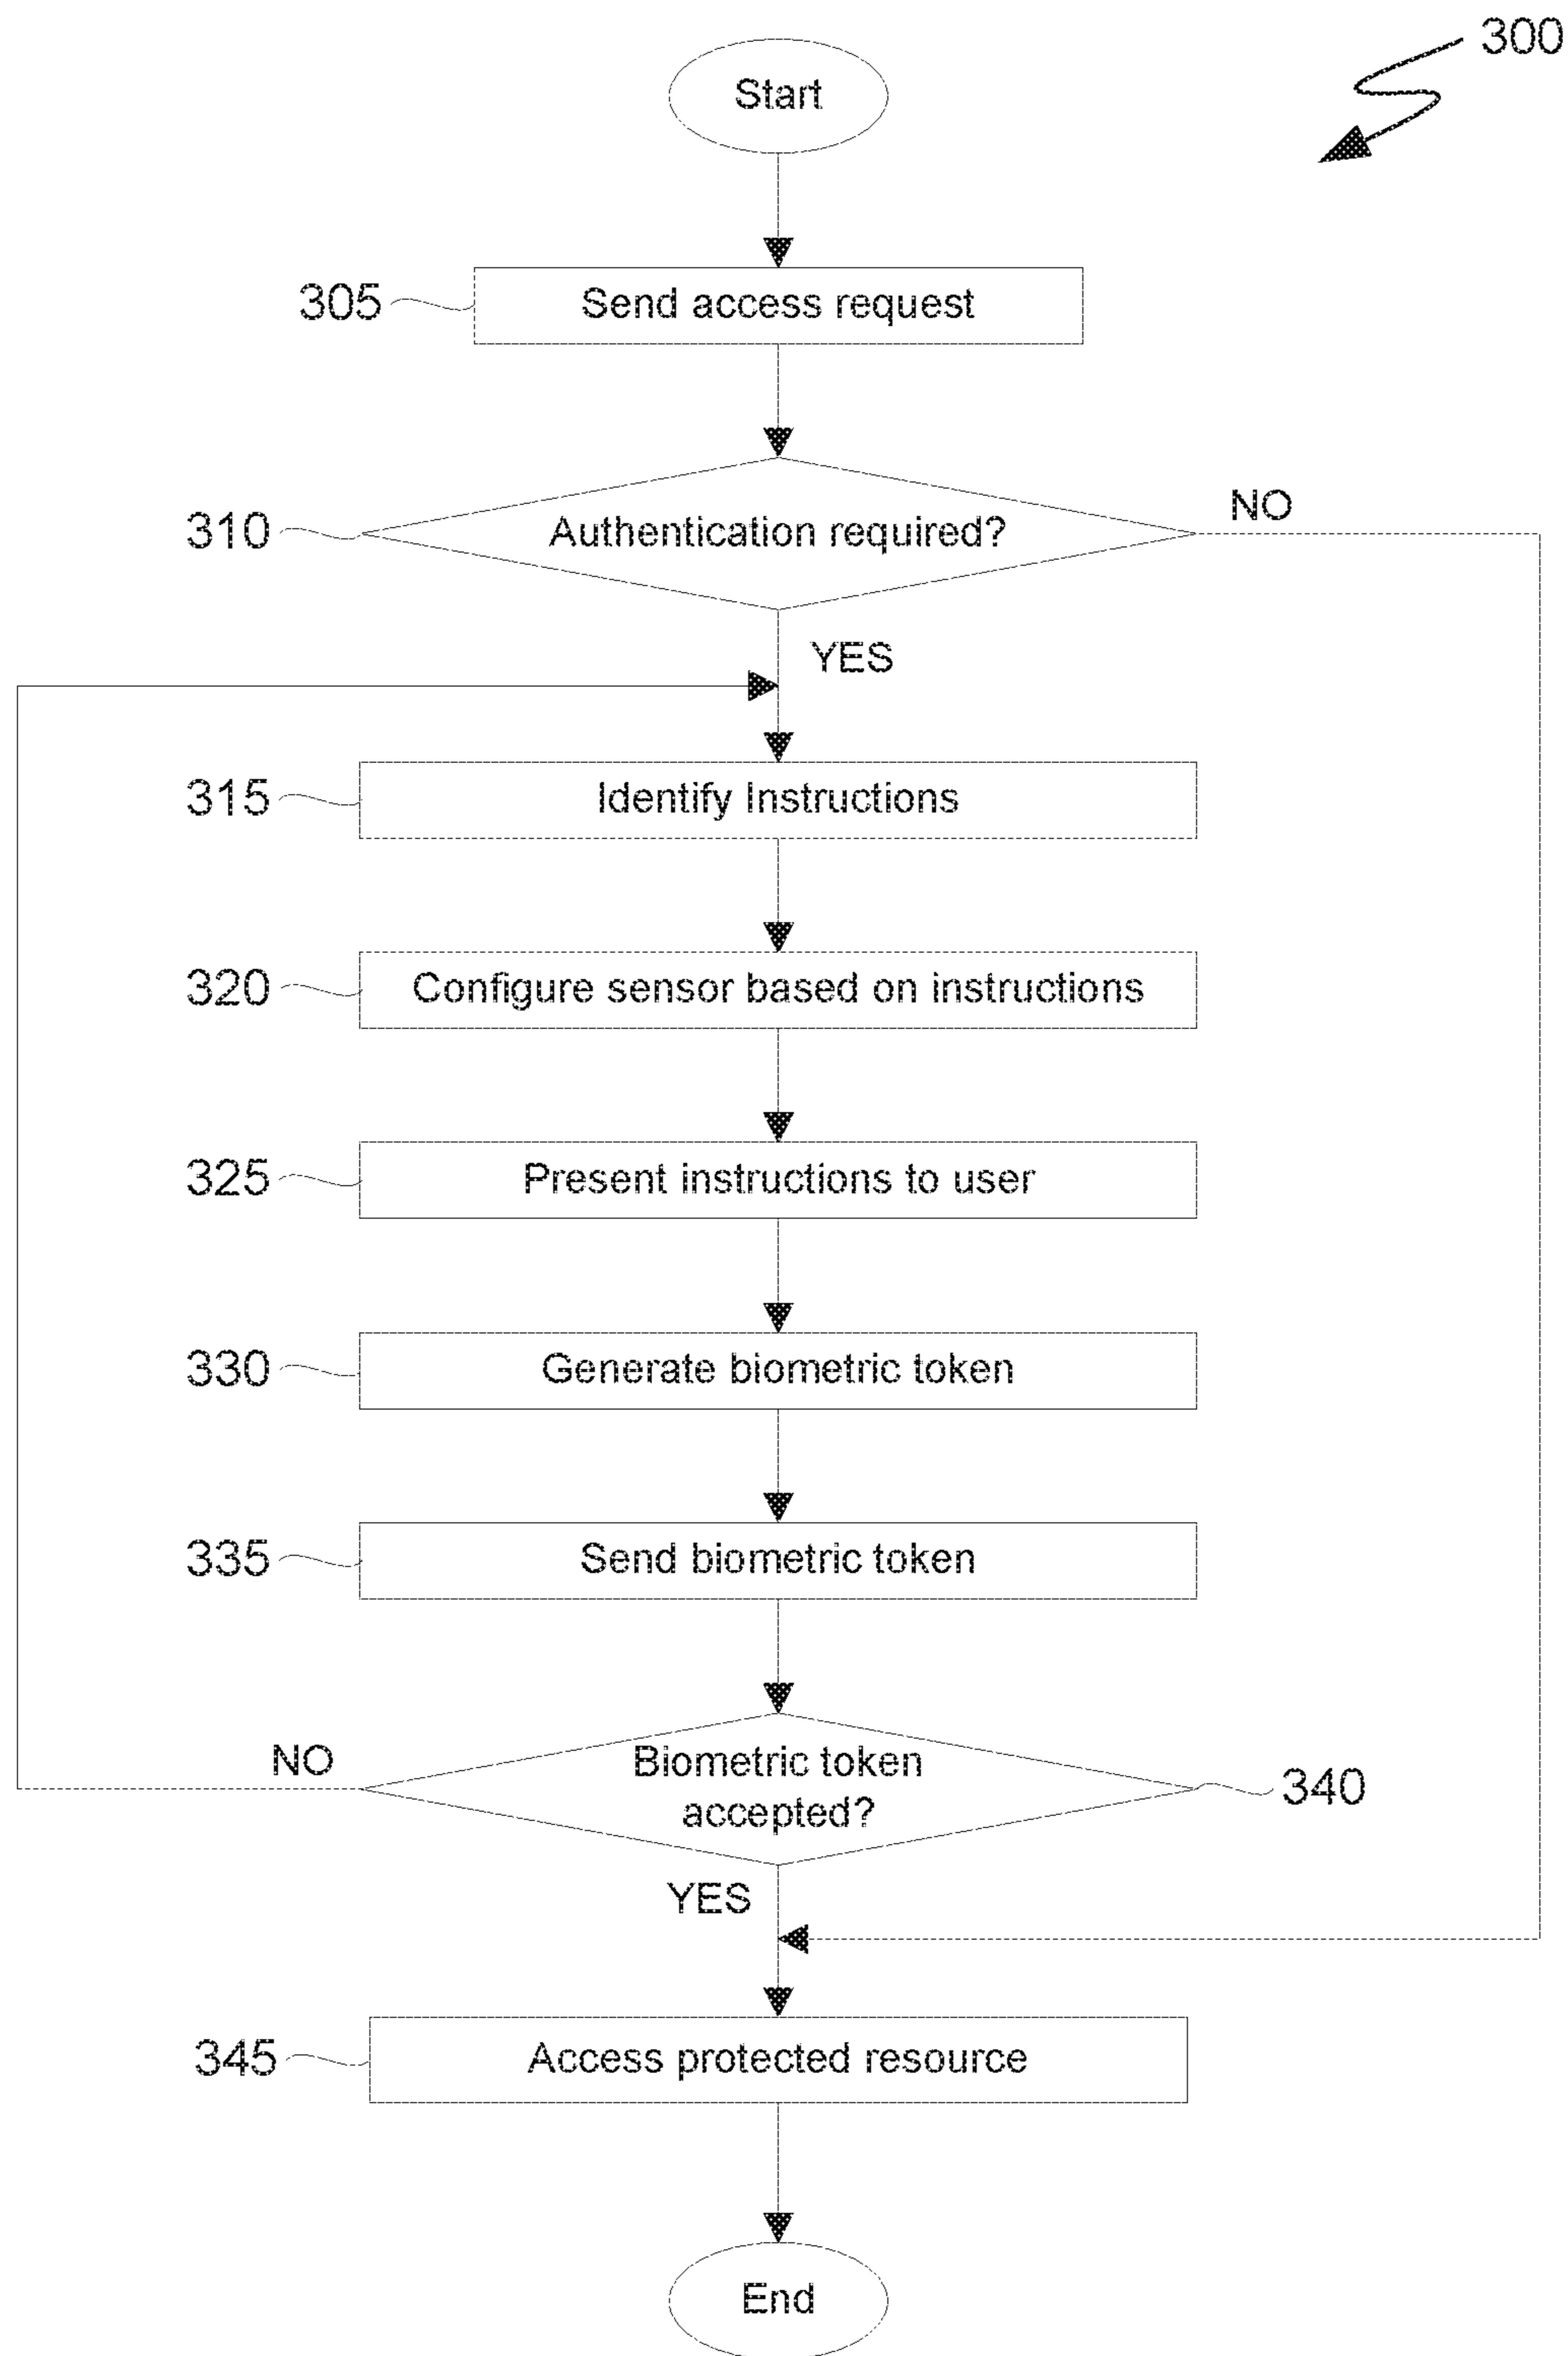 300
Start
305
Send access request
310
Authentication required?
NO
YES
315
Identify Instructions
320
Configure sensor based on instructions
325
Present instructions to user
330
Generate biometric token
335
Send biometric token
NO
Biometric token
accepted?
340
YES
345
Access protected resource
End